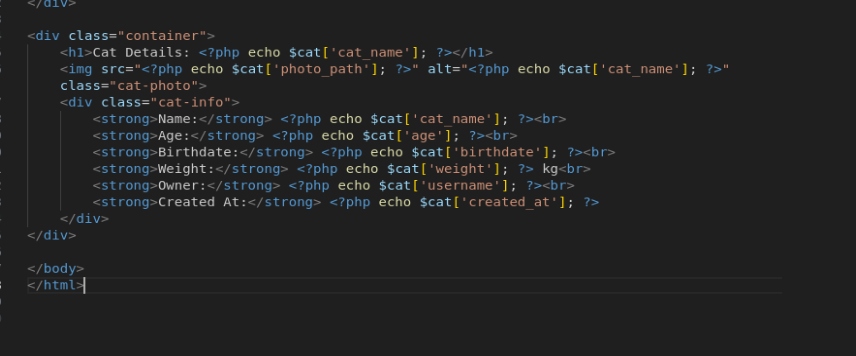 </div>
<div class="container">
<h1>Cat Details: <?php echo $cat['cat_name']; ?></h1>
<img src="<?php echo $cat['photo_path']; ?>" alt="<?php echo $cat['cat_name']; ?>"
class="cat-photo">
<div class="cat-info">
<strong>Name:</strong> <?php echo $cat['cat_name']; ?><br>
<strong>Age:</strong> <?php echo $cat['age']; ?><br>
<strong>Birthdate:</strong> <?php echo $cat['birthdate']; ?><br>
<strong>Weight:</strong> <?php echo $cat['weight']; ?> kg<br>
<strong>Owner:</strong> <?php echo $cat['username']; ?><br>
<strong>Created At:</strong> <?php echo $cat['created_at']; ?>
</div>
</div>
</body>
</html>